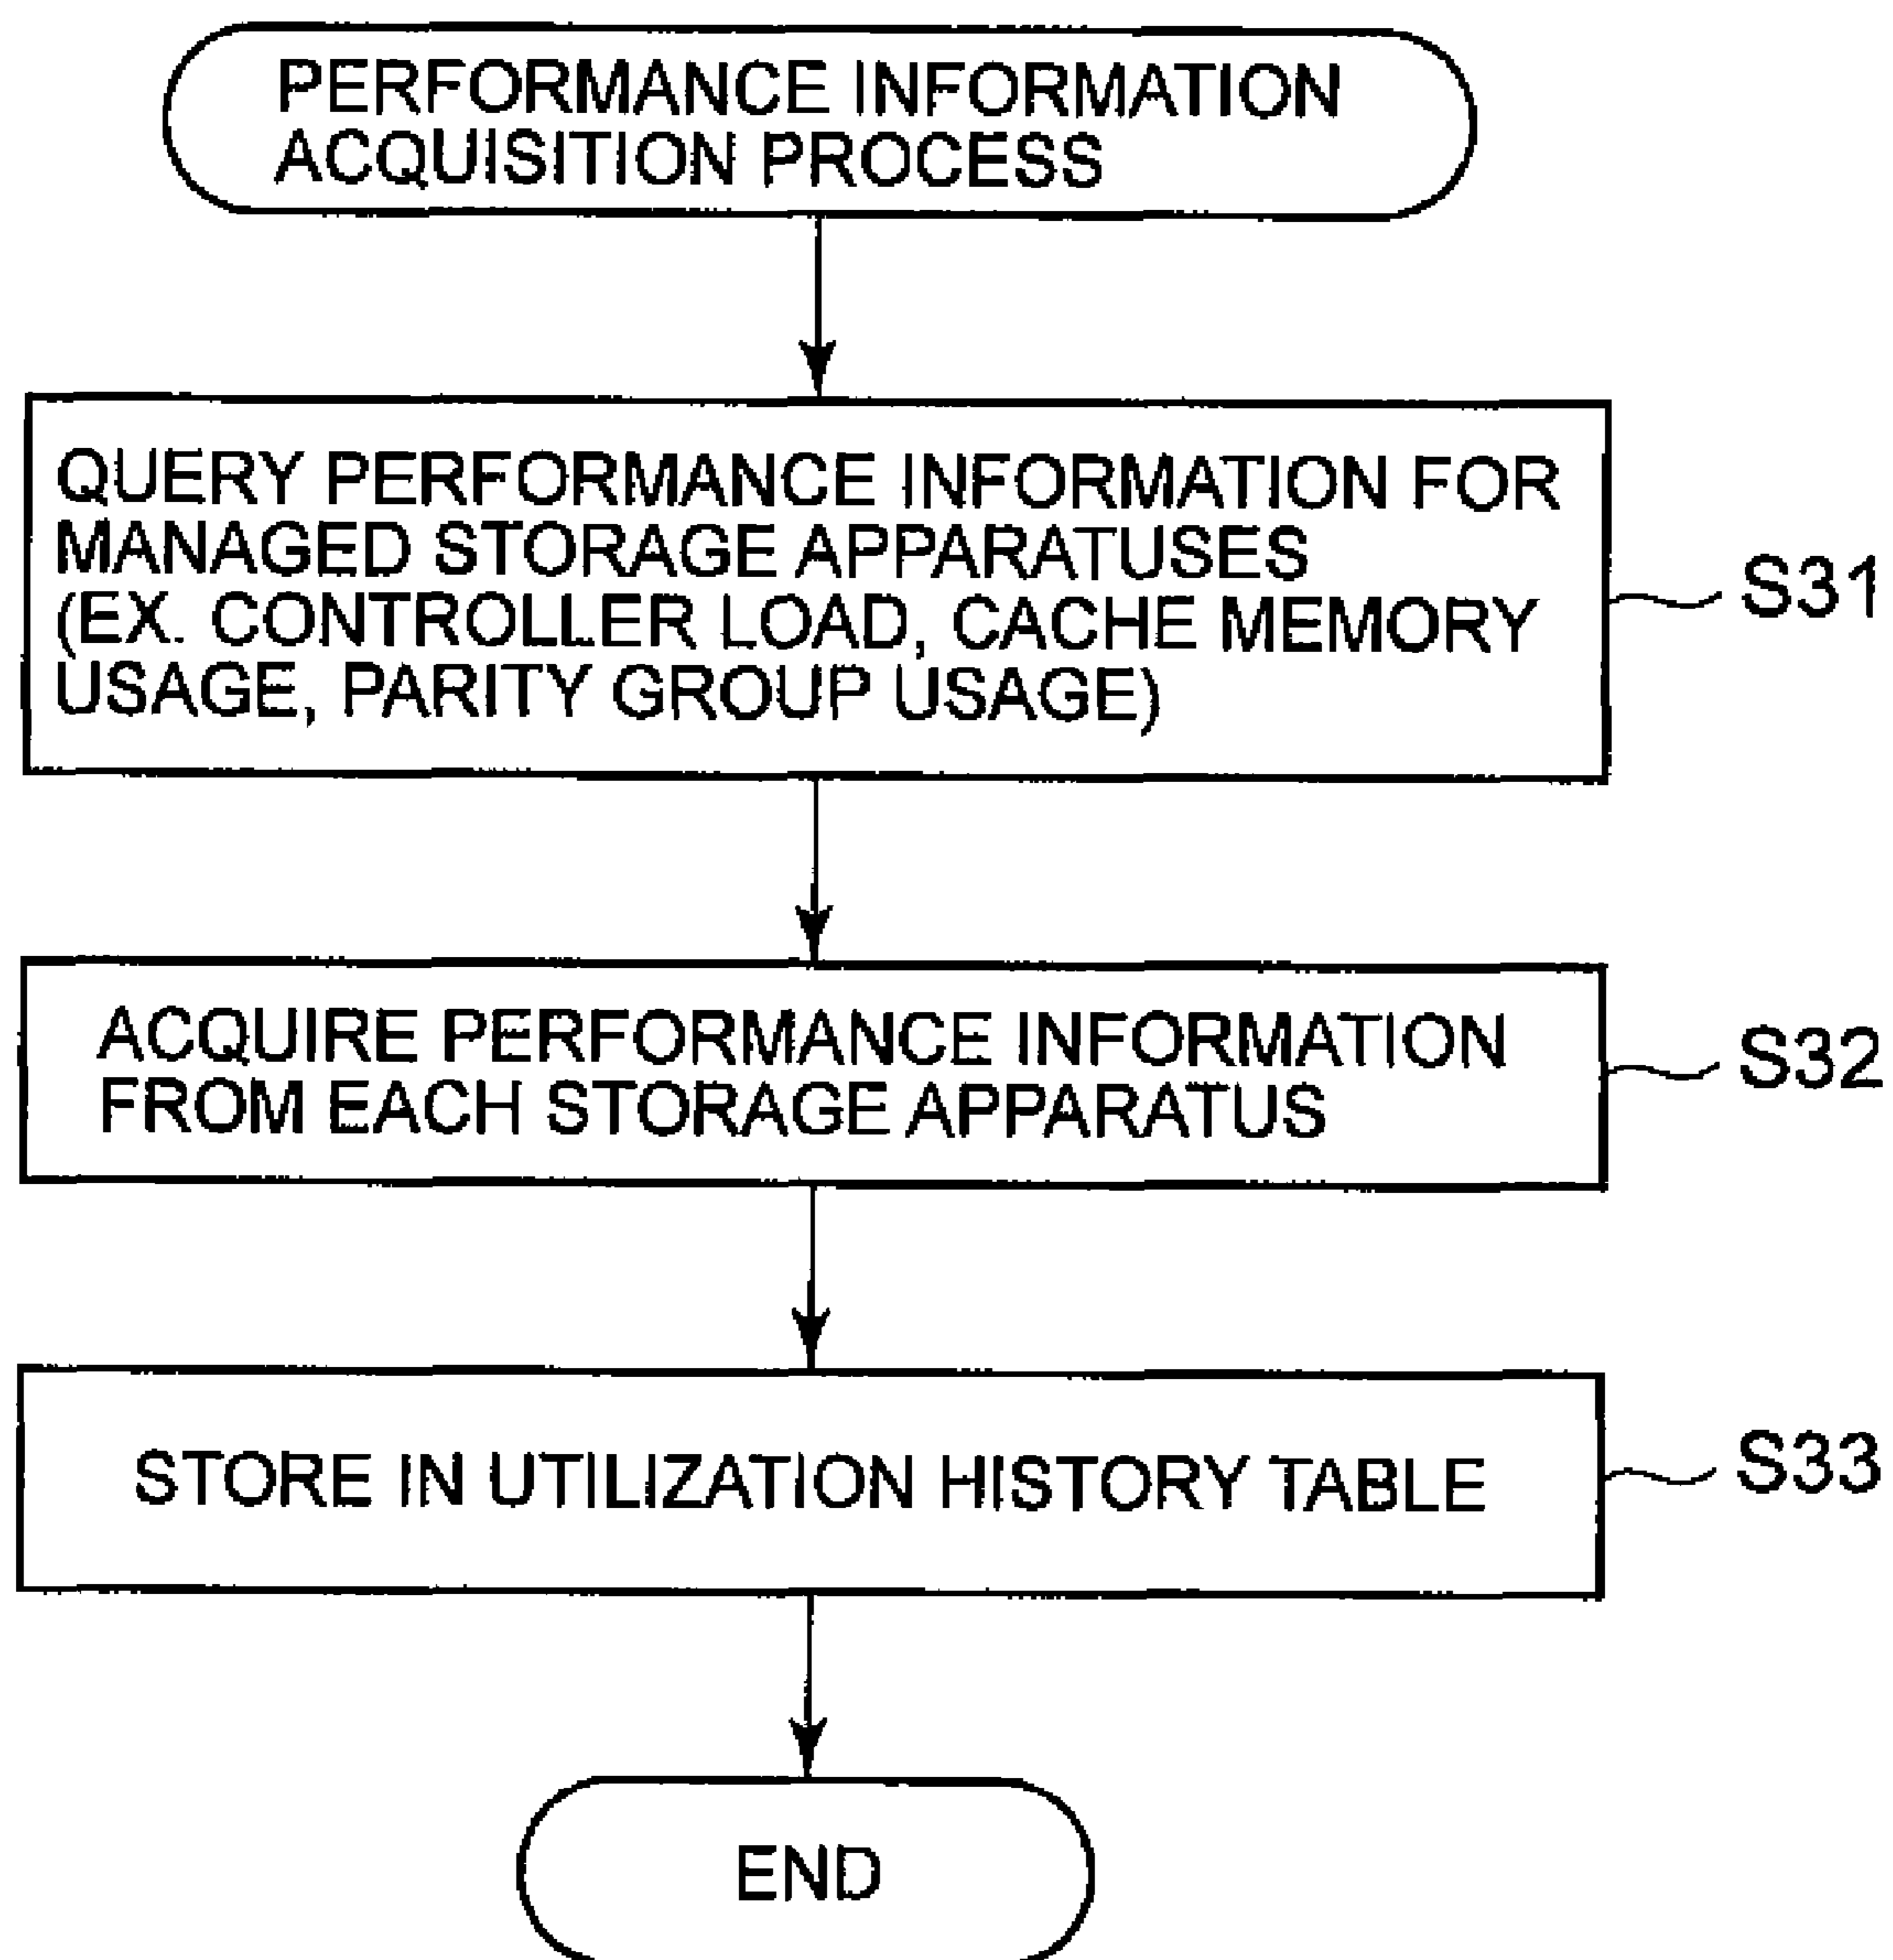 PERFORMANCE INFORMATION
ACQUISITION PROCESS
QUERY PERFORMANCE INFORMATION FOR
MANAGED STORAGE APPARATUSES
(EX. CONTROLLER LOAD, CACHE MEMORY
USAGE, PARITY GROUP USAGE)
S31
ACQUIRE PERFORMANCE INFORMATION
FROM EACH STORAGE APPARATUS
S32
STORE IN UTILIZATION HISTORY TABLE
S33
END